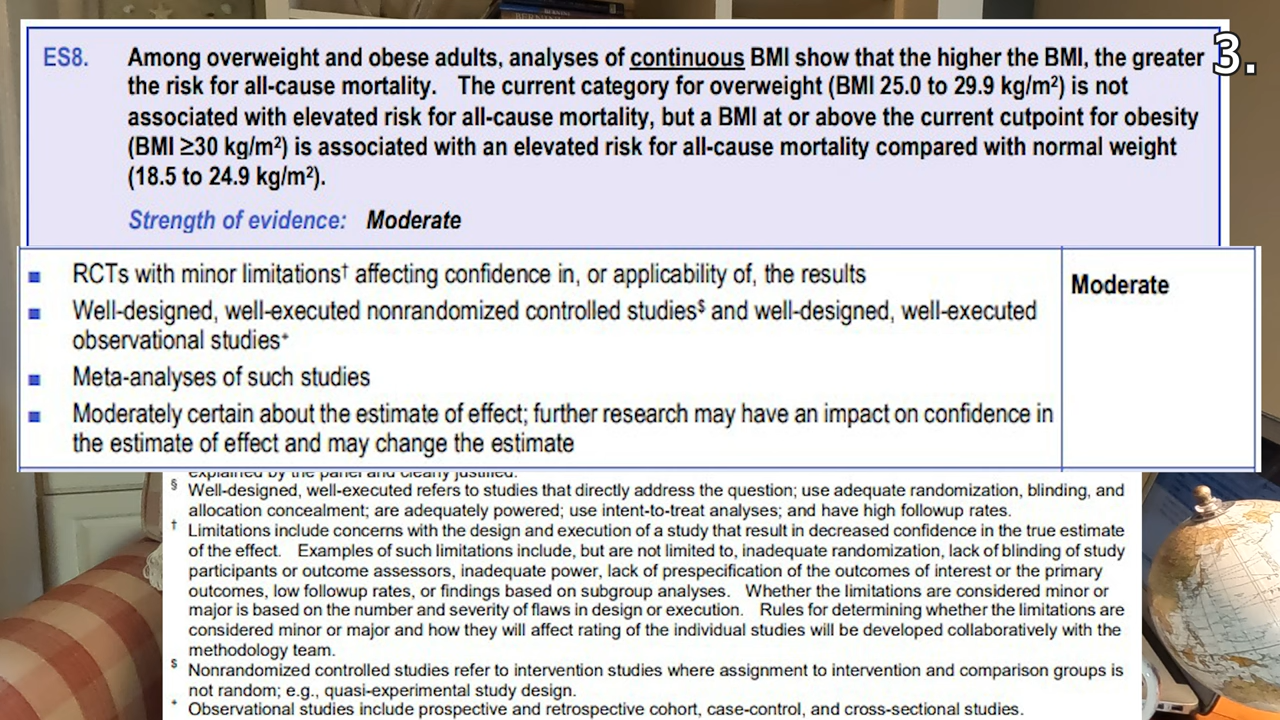 3.
ES8. Among overweight and obese adults, analyses of continuous BMI show that the higher the BMI, the greater
the risk for all-cause mortality. The current category for overweight (BMI 25.0 to 29.9 kg/m²) is not
associated with elevated risk for all-cause mortality, but a BMI at or above the current cutpoint for obesity
(BMI ≥30 kg/m²) is associated with an elevated risk for all-cause mortality compared with normal weight
(18.5 to 24.9 kg/m²).
Strength of evidence: Moderate
■ RCTs with minor limitations† affecting confidence in, or applicability of, the results
■ Well-designed, well-executed nonrandomized controlled studies$ and well-designed, well-executed
observational studies*
■ Meta-analyses of such studies
■ Moderately certain about the estimate of effect; further research may have an impact on confidence in
the estimate of effect and may change the estimate
Moderate
explained by the panel and clearly justified.
§ Well-designed, well-executed refers to studies that directly address the question; use adequate randomization, blinding, and
allocation concealment; are adequately powered; use intent-to-treat analyses; and have high followup rates.
† Limitations include concerns with the design and execution of a study that result in decreased confidence in the true estimate
of the effect. Examples of such limitations include, but are not limited to, inadequate randomization, lack of blinding of study
participants or outcome assessors, inadequate power, lack of prespecification of the outcomes of interest or the primary
outcomes, low followup rates, or findings based on subgroup analyses. Whether the limitations are considered minor or
major is based on the number and severity of flaws in design or execution. Rules for determining whether the limitations are
considered minor or major and how they will affect rating of the individual studies will be developed collaboratively with the
methodology team.
$ Nonrandomized controlled studies refer to intervention studies where assignment to intervention and comparison groups is
not random; e.g., quasi-experimental study design.
* Observational studies include prospective and retrospective cohort, case-control, and cross-sectional studies.